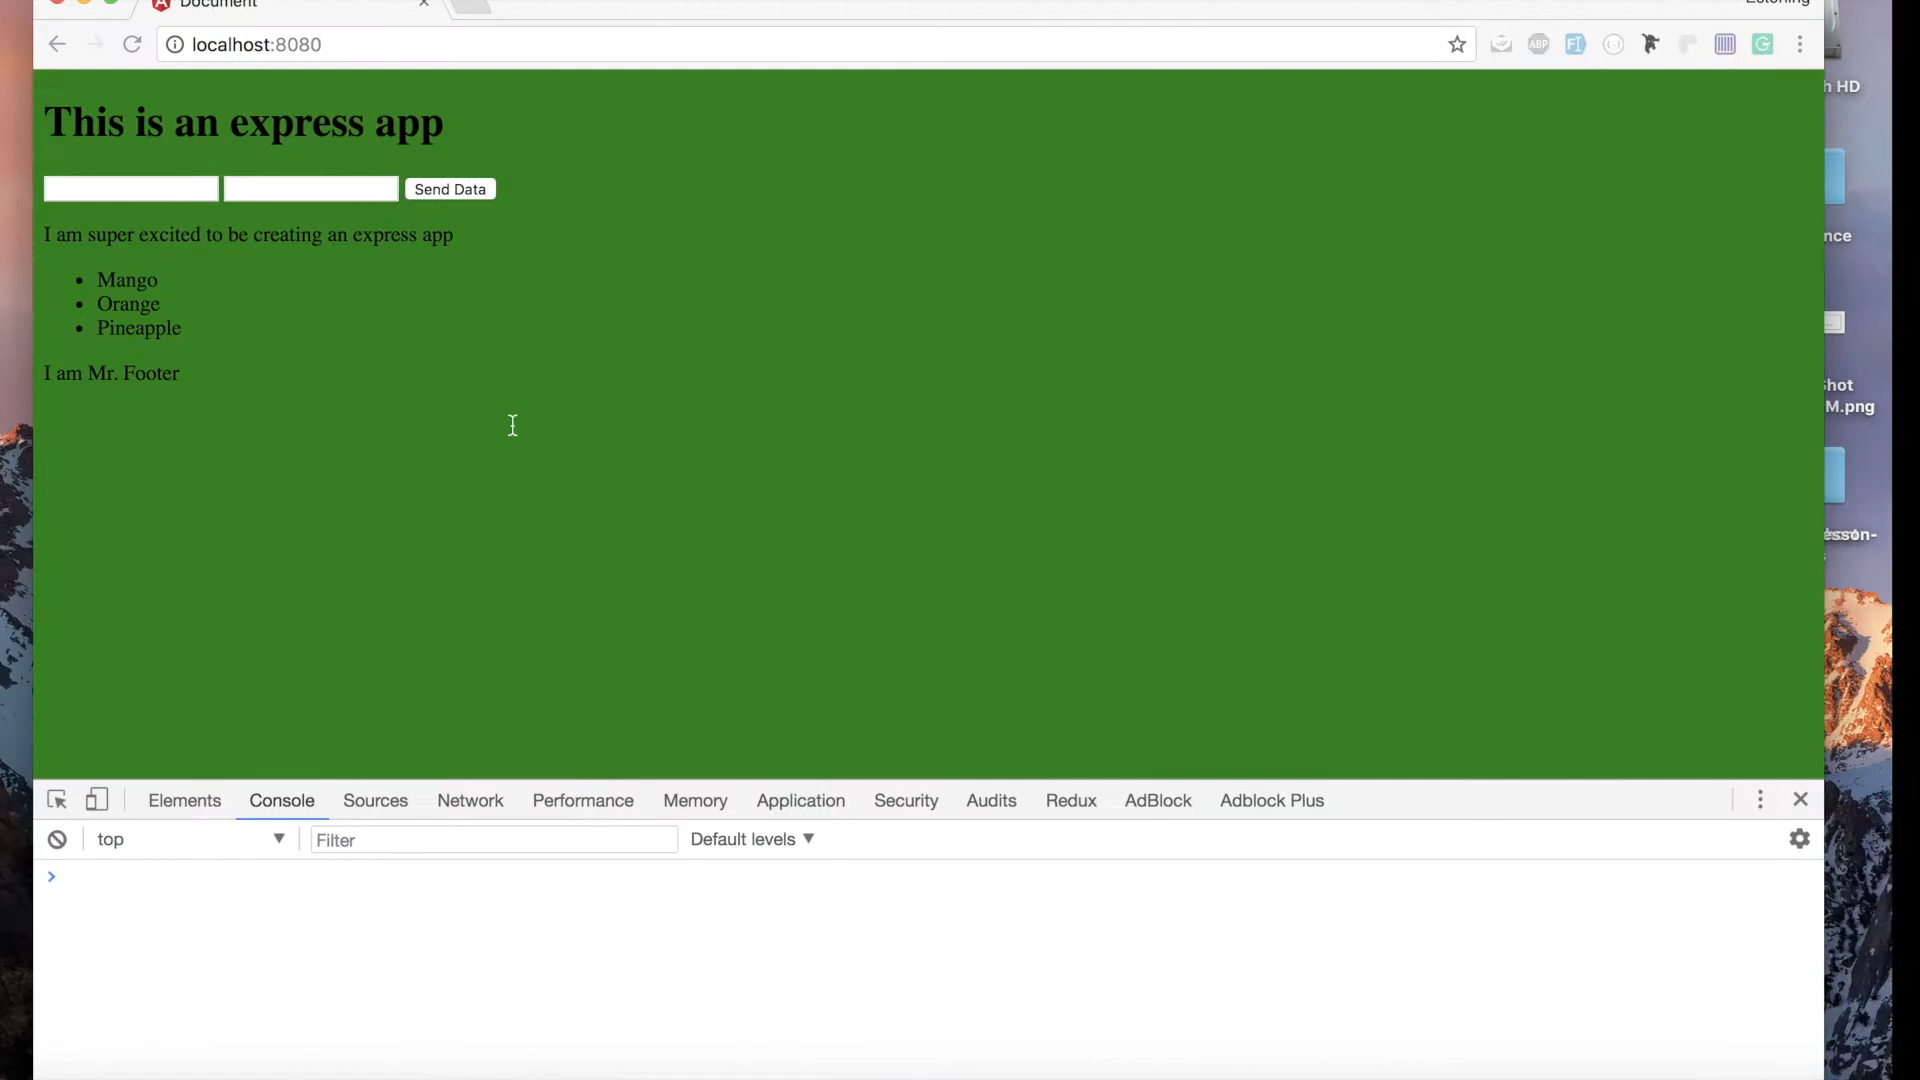 Document
localhost:8080
ABP
h HD
This is an express app
Send Data
nce
I am super excited to be creating an express app
Mango
Orange
Pineapple
I am Mr. Footer
Shot
M.png
esson-
Elements
Console
Sources
Network
Performance
Memory
Application
Security
Audits
Redux
AdBlock
Adblock Plus
top
Filter
Default levels